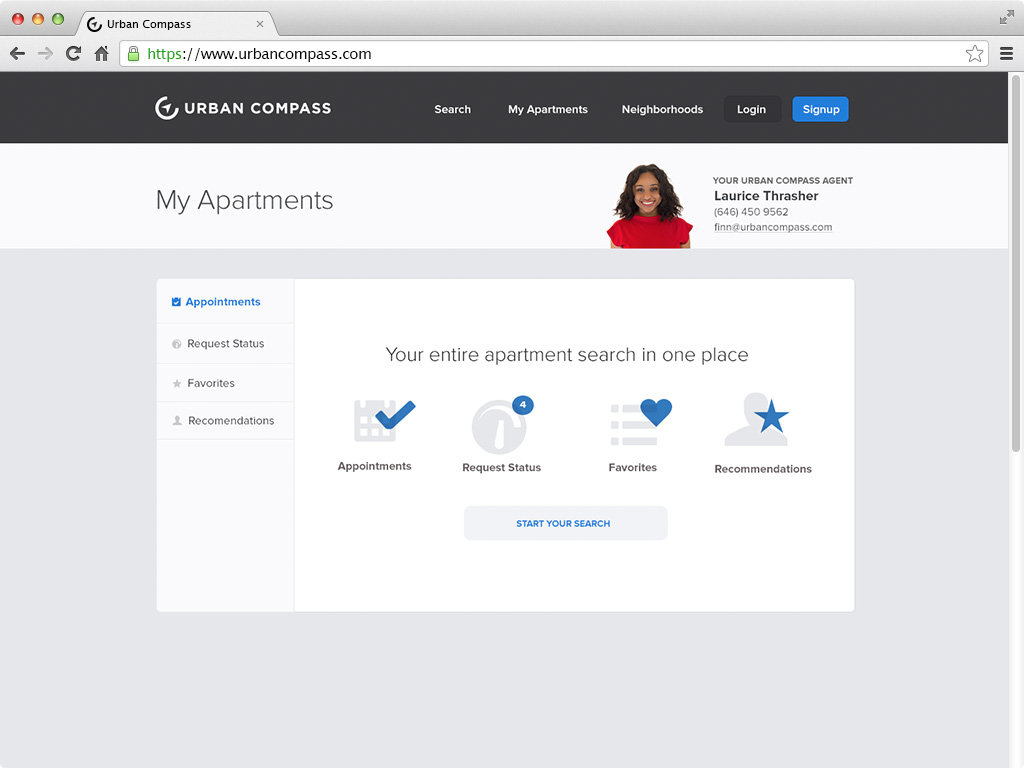 Urban Compass
https://www.urbancompass.com
URBAN COMPASS
Search
My Apartments
Neighborhoods
Login
Signup
My Apartments
YOUR URBAN COMPASS AGENT
Laurice Thrasher
(646) 450 9562
finn@urbancompass.com
Appointments
Request Status
Favorites
Recomendations
Your entire apartment search in one place
4
Appointments
Request Status
Favorites
Recommendations
START YOUR SEARCH